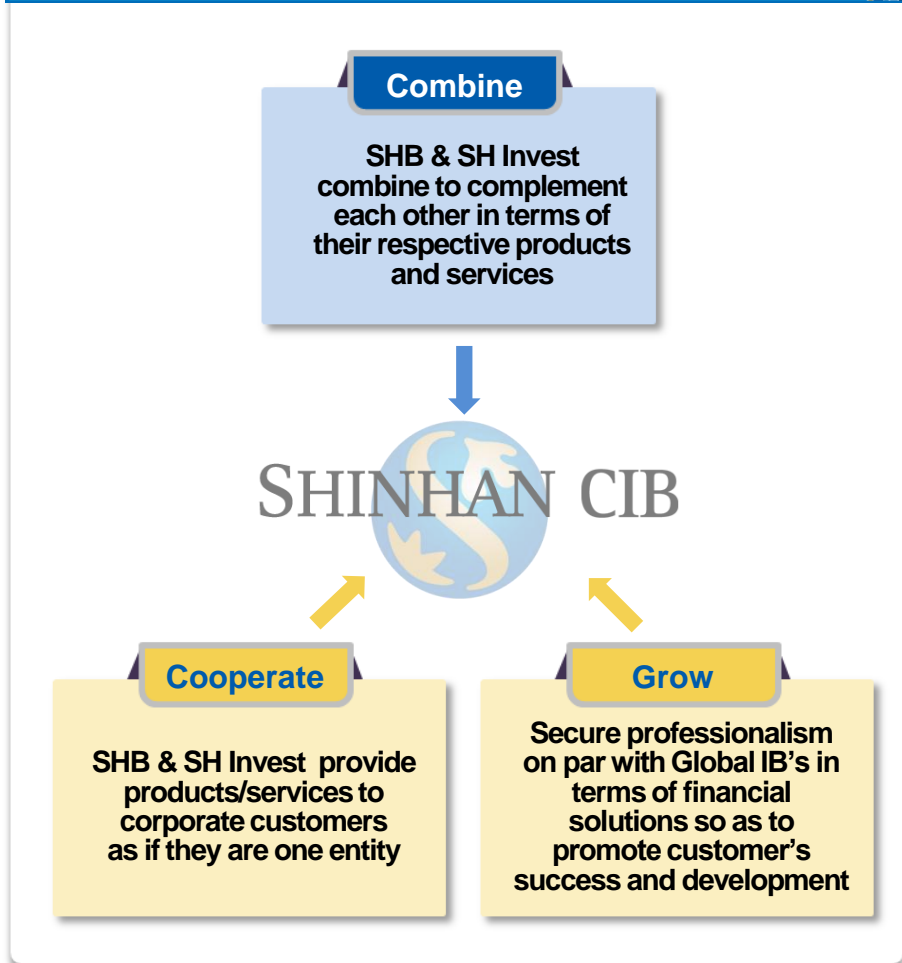 Combine
SHB & SH Invest
combine to complement
each other in terms of
their respective products
and services
SHINHAN CIB
Cooperate
SHB & SH Invest provide
products/services to
corporate customers
as if they are one entity
Grow
Secure professionalism
on par with Global IB's in
terms of financial
solutions so as to
promote customer's
success and development